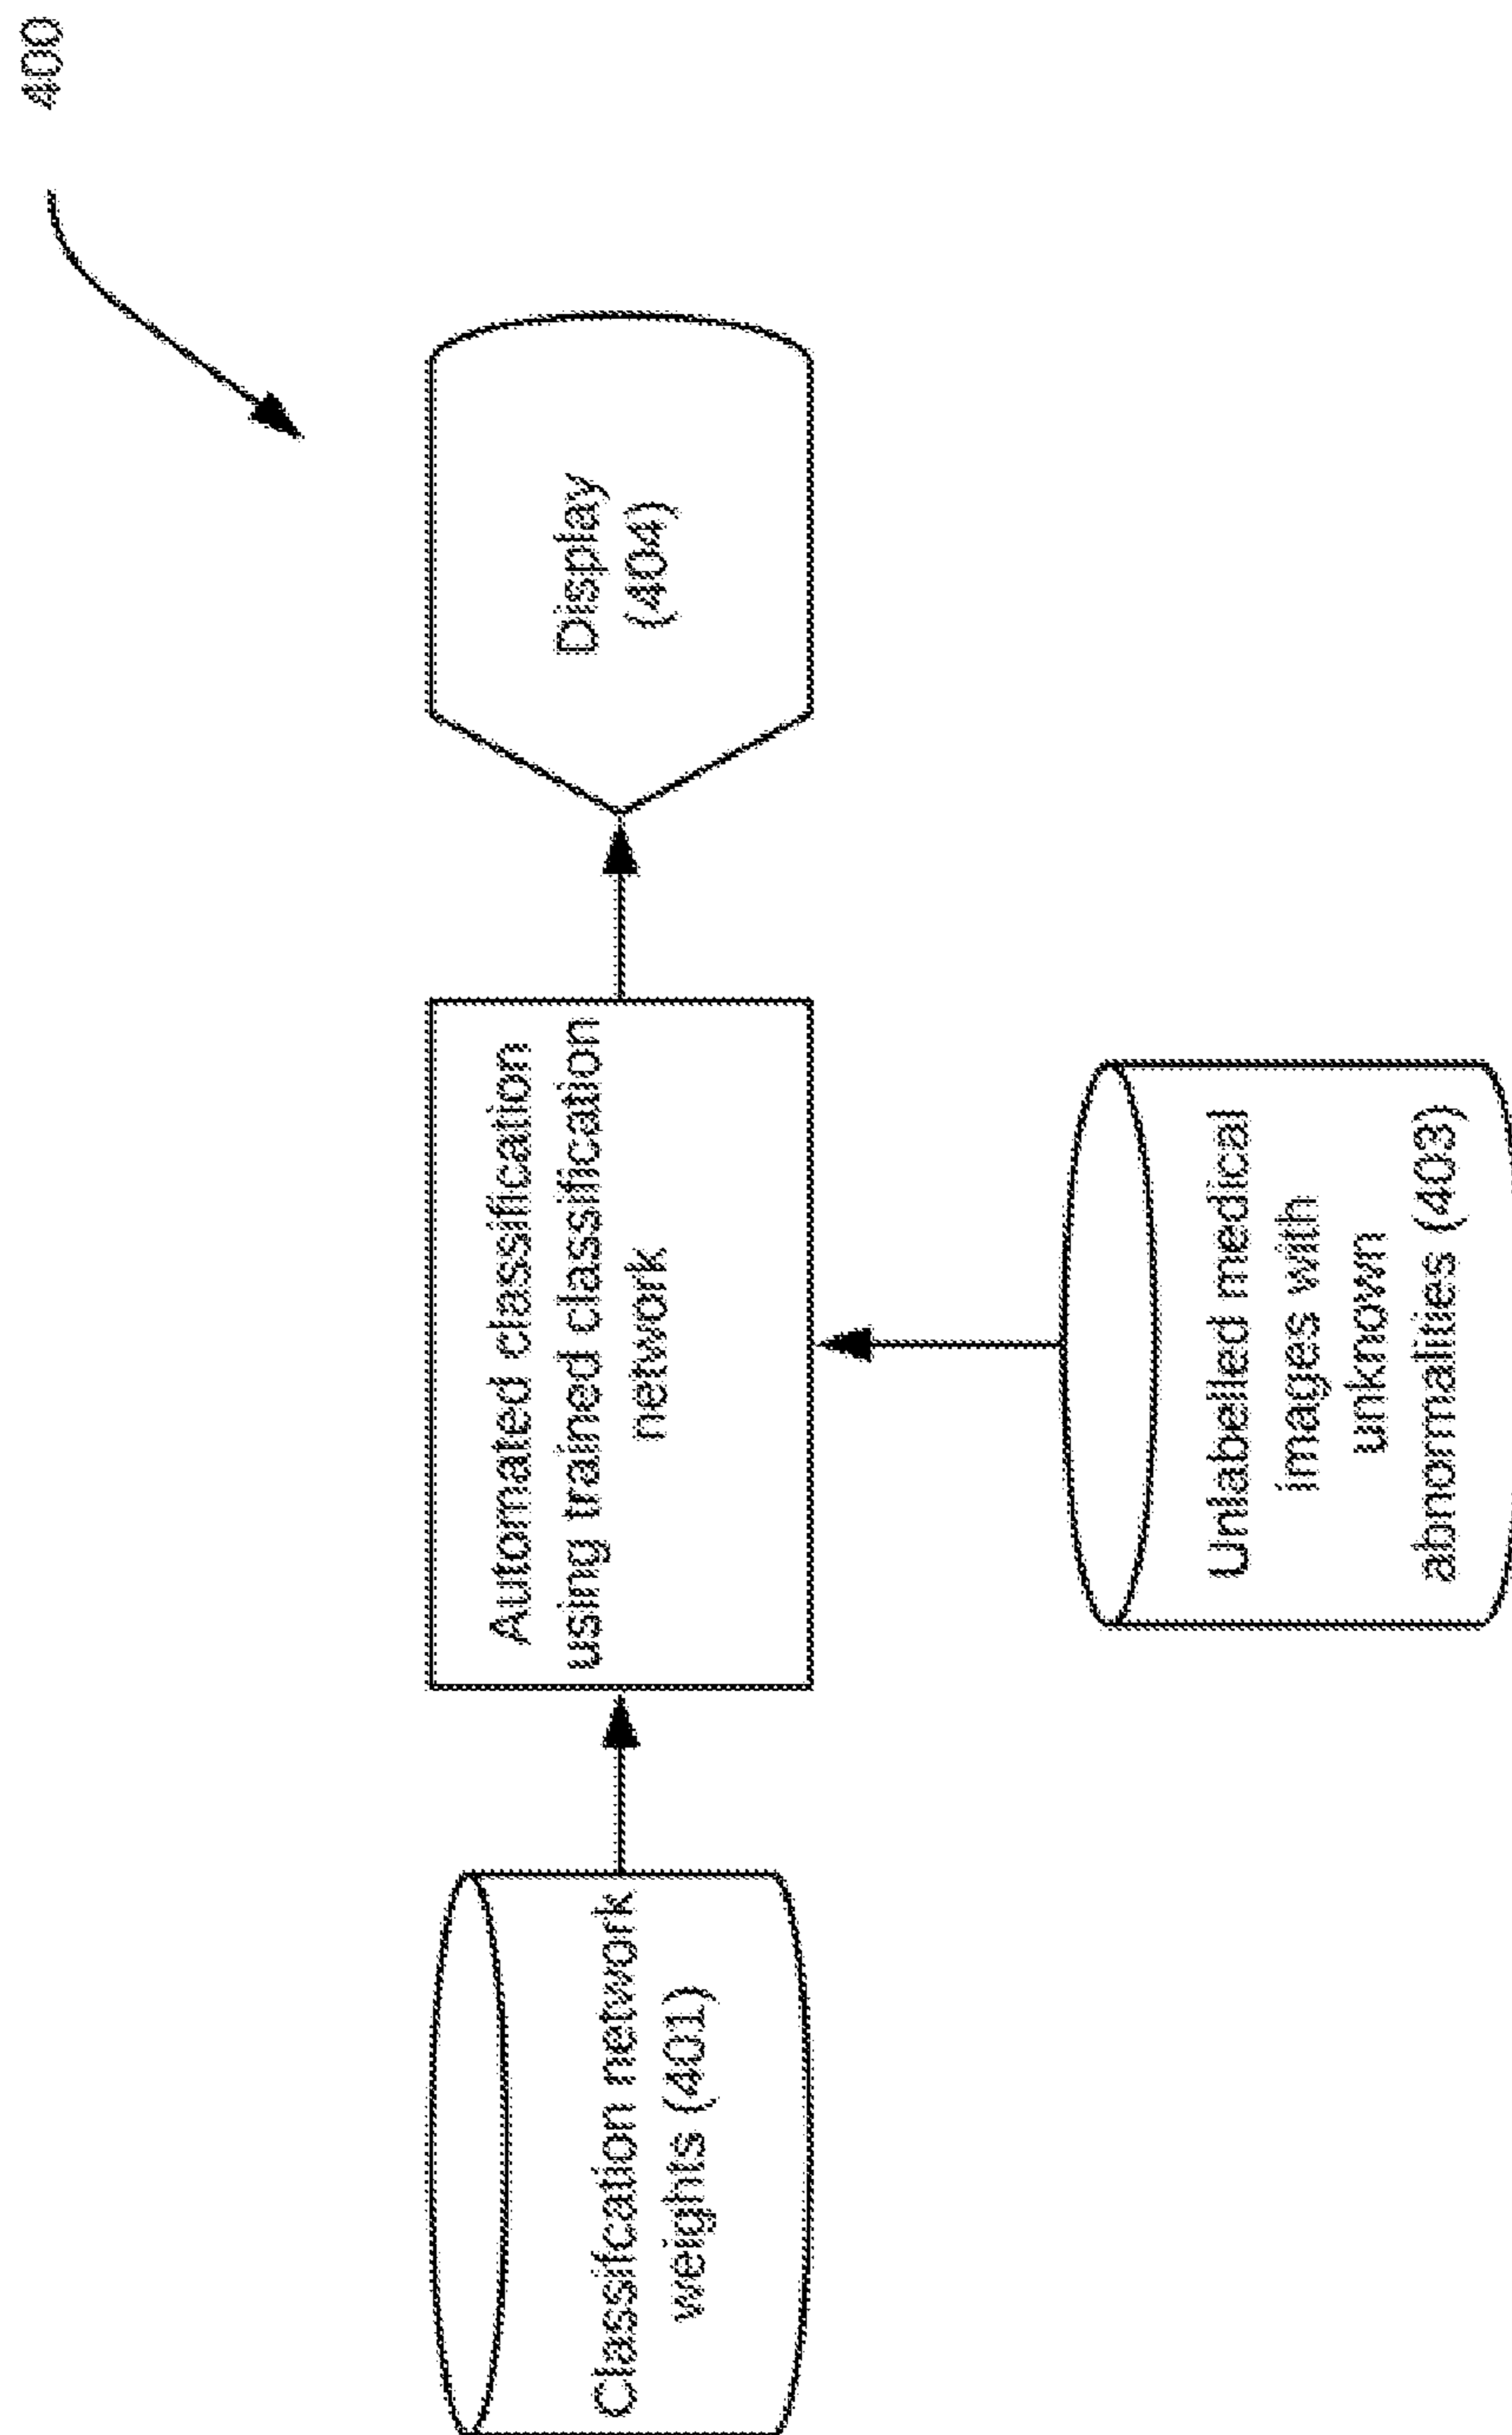 400
Classifcation network
weights (401)
Automated classification
using trained classification
network
Display
(404)
Unlabelled medical
images with
unknown
abnormalities (403)